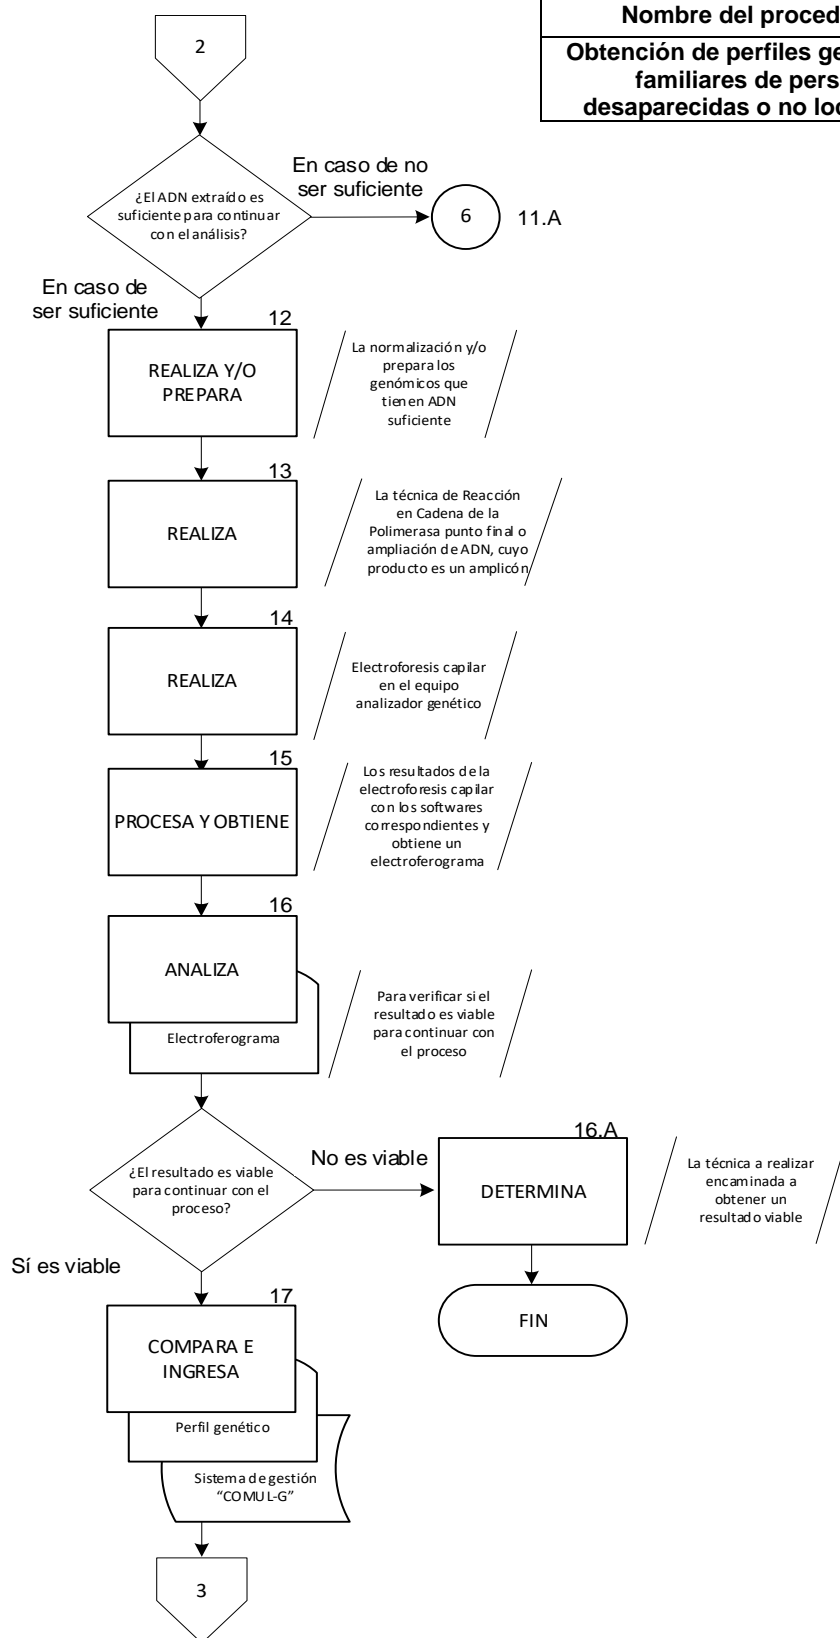 Nombre del proced
Obtención de perfiles ge
familiares de pers
desaparecidas o no loc
2
¿El ADN extraído es
suficiente para continuar
con el análisis?
En caso de no
ser suficiente
6
11.A
En caso de
ser suficiente
12
REALIZA Y/O
PREPARA
La normalización y/o
prepara los
genómicos que
tienen ADN
suficiente
13
REALIZA
La técnica de Reacción
en Cadena de la
Polimerasa punto final o
ampliación de ADN, cuyo
producto es un amplicón
14
REALIZA
Electroforesis capilar
en el equipo
analizador genético
15
PROCESA Y OBTIENE
Los resultados de la
electroforesis capilar
con los softwares
correspondientes y
obtiene un
electroferograma
16
ANALIZA
Electroferograma
Para verificar si el
resultado es viable
para continuar con
el proceso
¿El resultado es viable
para continuar con el
proceso?
No es viable
16.A
DETERMINA
La técnica a realizar
encaminada a
obtener un
resultado viable
FIN
Sí es viable
17
COMPARA E
INGRESA
Perfil genético
Sistema de gestión
“COMUL-G”
3